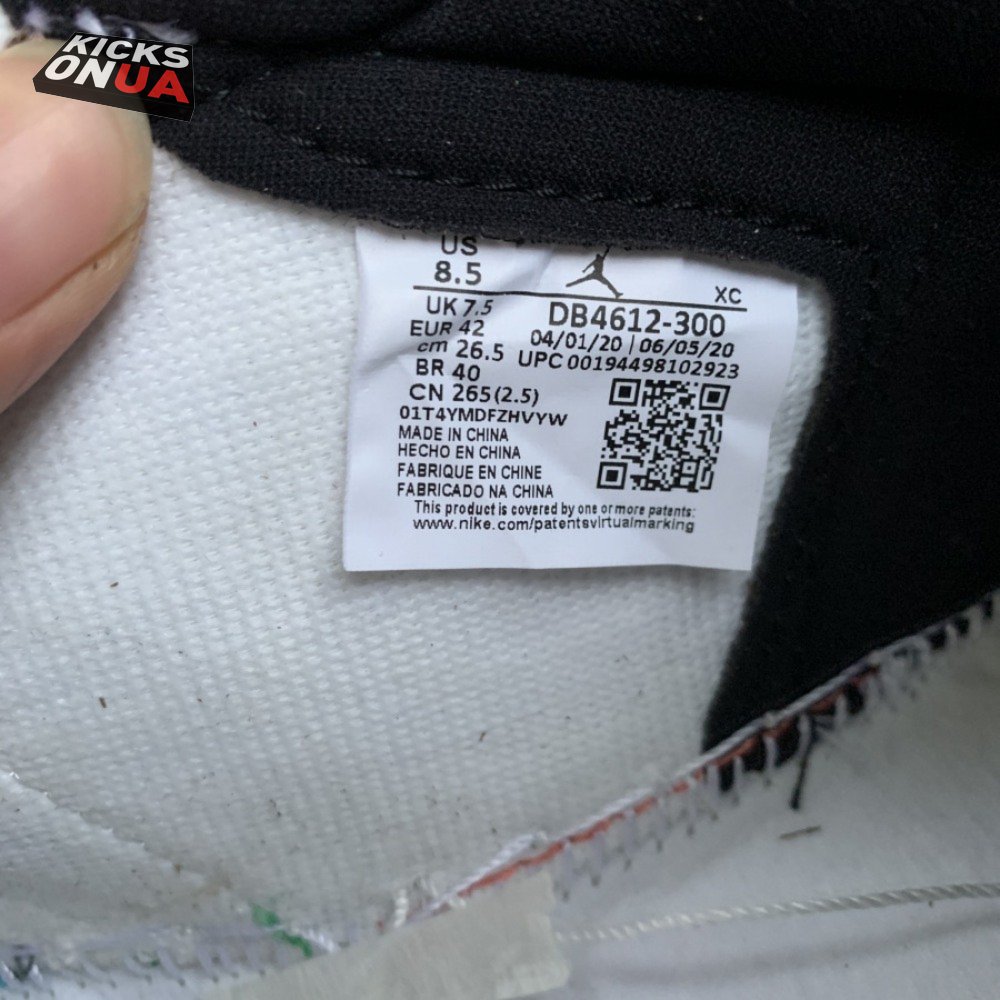 KICKS
ONUA
US
8.5
XC
UK 7.5
DB4612-300
EUR 42
04/01/20 | 06/05/20
cm 26.5
UPC 00194498102923
BR 40
CN 265(2.5)
01T4YMDFZHVYW
MADE IN CHINA
HECHO EN CHINA
FABRIQUE EN CHINE
FABRICADO NA CHINA
This product is covered by one or more patents:
www.nike.com/patentsvirtualmarking